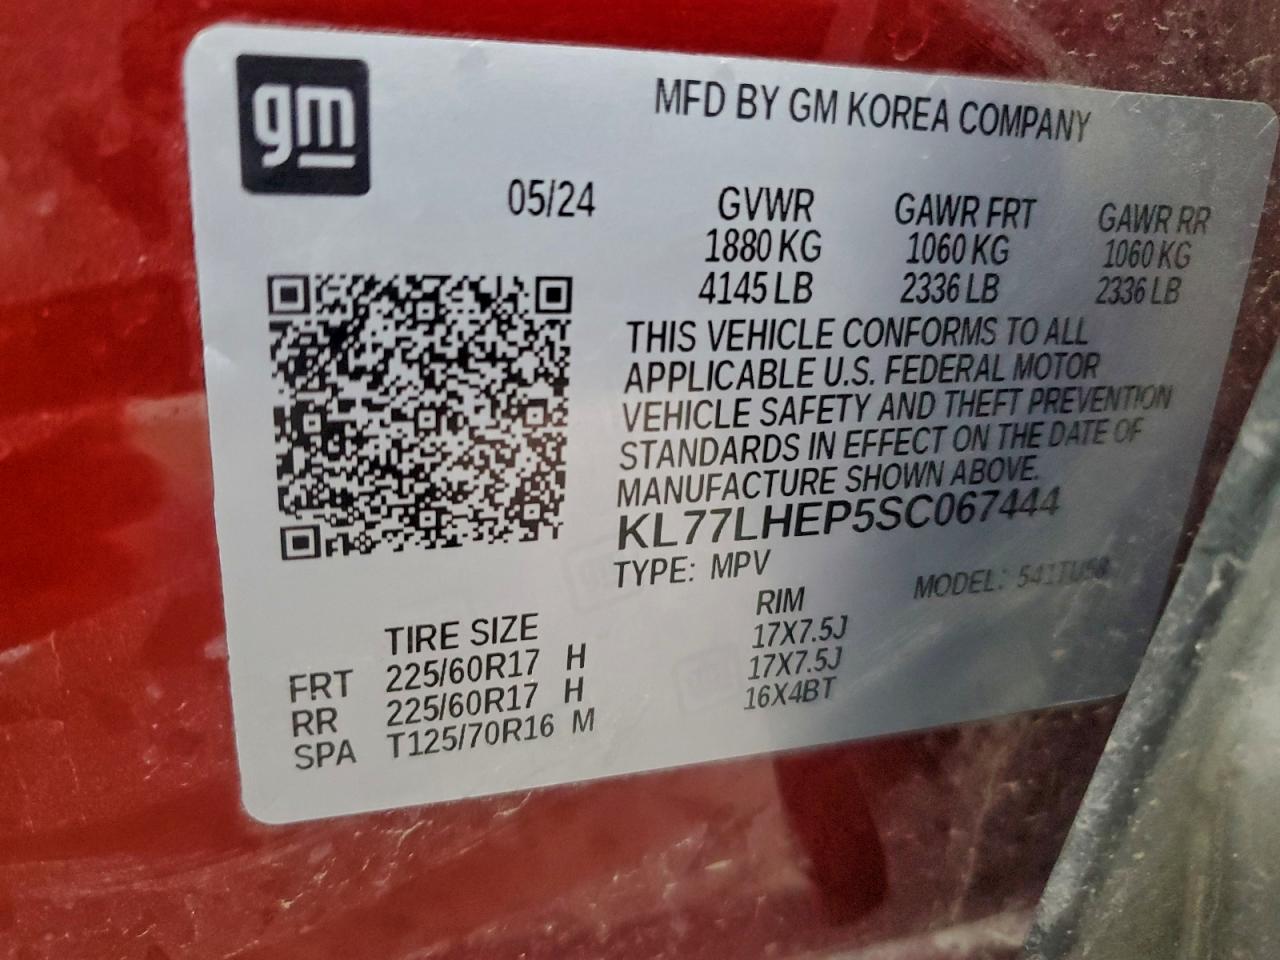 gm
MFD BY GM KOREA COMPANY
05/24 GVWR GAWR FRT GAWR RR
1880 KG 1060 KG 1060 KG
4145 LB 2336 LB 2336 LB
THIS VEHICLE CONFORMS TO ALL
APPLICABLE U.S. FEDERAL MOTOR
VEHICLE SAFETY AND THEFT PREVENTION
STANDARDS IN EFFECT ON THE DATE OF
MANUFACTURE SHOWN ABOVE.
KL77LHEP5SC067444
TYPE: MPV MODEL:
TIRE SIZE RIM
FRT 225/60R17 H 17X7.5J
RR 225/60R17 H 17X7.5J
SPA T125/70R16 M 16X4BT